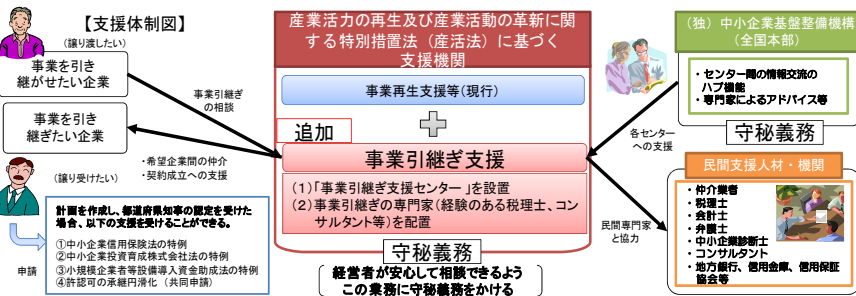 【支援体制図】
(譲り渡したい)
事業を引き
継がせたい企業
事業を引き
継ぎたい企業
(譲り受けたい)
事業引継ぎ
の相談
・希望企業間の仲介
・契約成立への支援
計画を作成し、都道府県知事の認定を受けた
場合、以下の支援を受けることができる。
①中小企業信用保険法の特例
②中小企業投資育成株式会社法の特例
③小規模企業者等設備導入資金助成法の特例
④許認可の承継円滑化(共同申請)
申請
産業活力の再生及び産業活動の革新に関
する特別措置法(産活法)に基づく
支援機関
事業再生支援等(現行)
追加
事業引継ぎ支援
(1)「事業引継ぎ支援センター」を設置
(2)事業引継ぎの専門家(経験のある税理士、コン
サルタント等)を配置
守秘義務
経営者が安心して相談できるよう
この業務に守秘義務をかける
(独)中小企業基盤整備機構
(全国本部)
・センター間の情報交流の
ハブ機能
・専門家によるアドバイス等
守秘義務
各センター
への支援
民間専門家
と協力
民間支援人材・機関
・仲介業者
・税理士
・会計士
・弁護士
・中小企業診断士
・コンサルタント
・地方銀行、信用金庫、信用保証
協会等